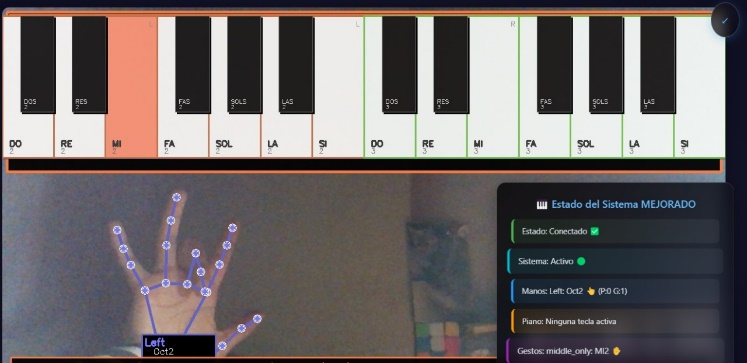 L
L
R
✓
DOS RES FAS SOLS LAS DOS RES FAS SOLS LAS
2 2 2 2 2 3 3 3 3 3
DO RE MI FA SOL LA SI DO RE MI FA SOL LA SI
2 2 2 2 2 2 2 3 3 3 3 3 3 3
🎹 Estado del Sistema MEJORADO
Estado: Conectado ✅
Sistema: Activo 🟢
Manos: Left: Oct2 👆 (P:0 G:1)
Piano: Ninguna tecla activa
Gestos: middle_only: MI2 ✋
Left
Oct2